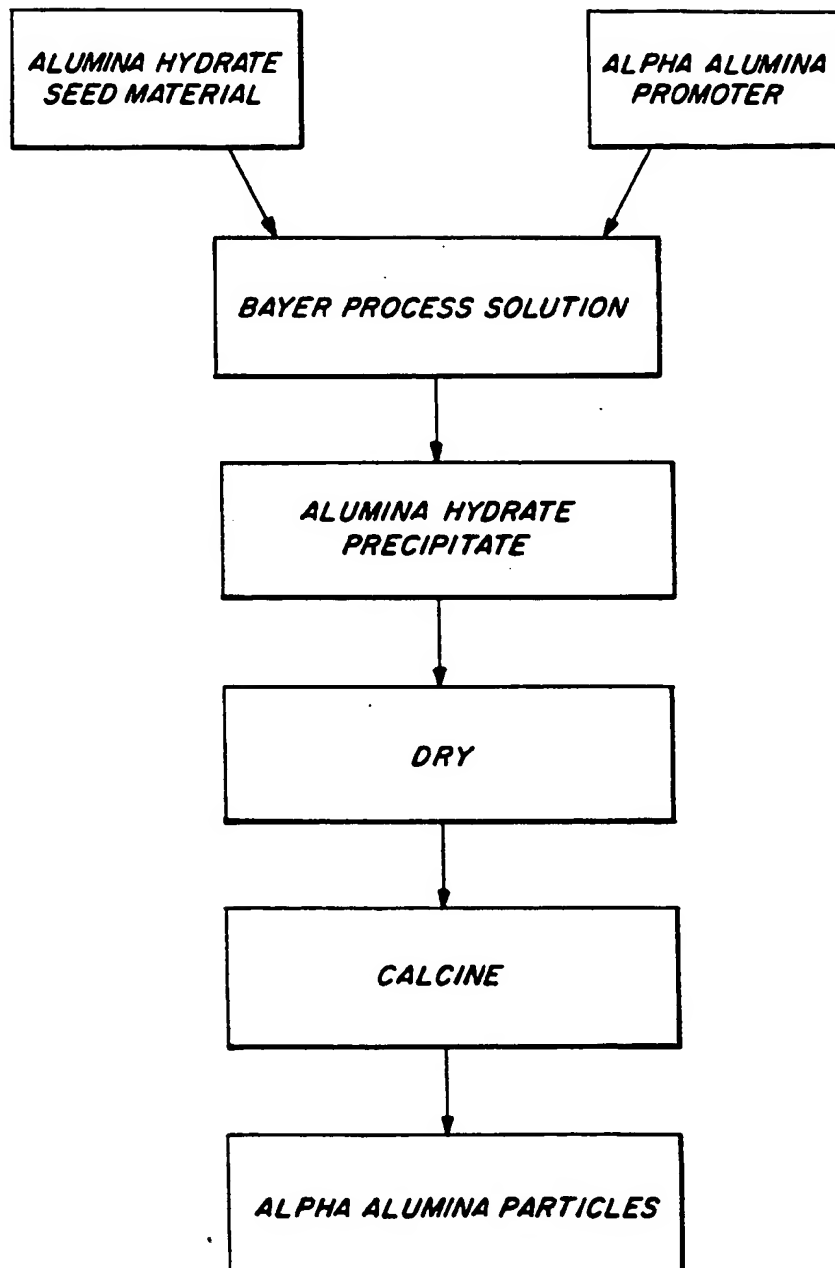 ALUMINA HYDRATE
SEED MATERIAL
ALPHA ALUMINA
PROMOTER
BAYER PROCESS SOLUTION
ALUMINA HYDRATE
PRECIPITATE
DRY
CALCINE
ALPHA ALUMINA PARTICLES